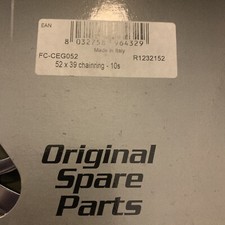 EAN
Made in Italy
FC-CEG052
R1232152
52 x 39 chainring - 10s
Original
Spare
Parts